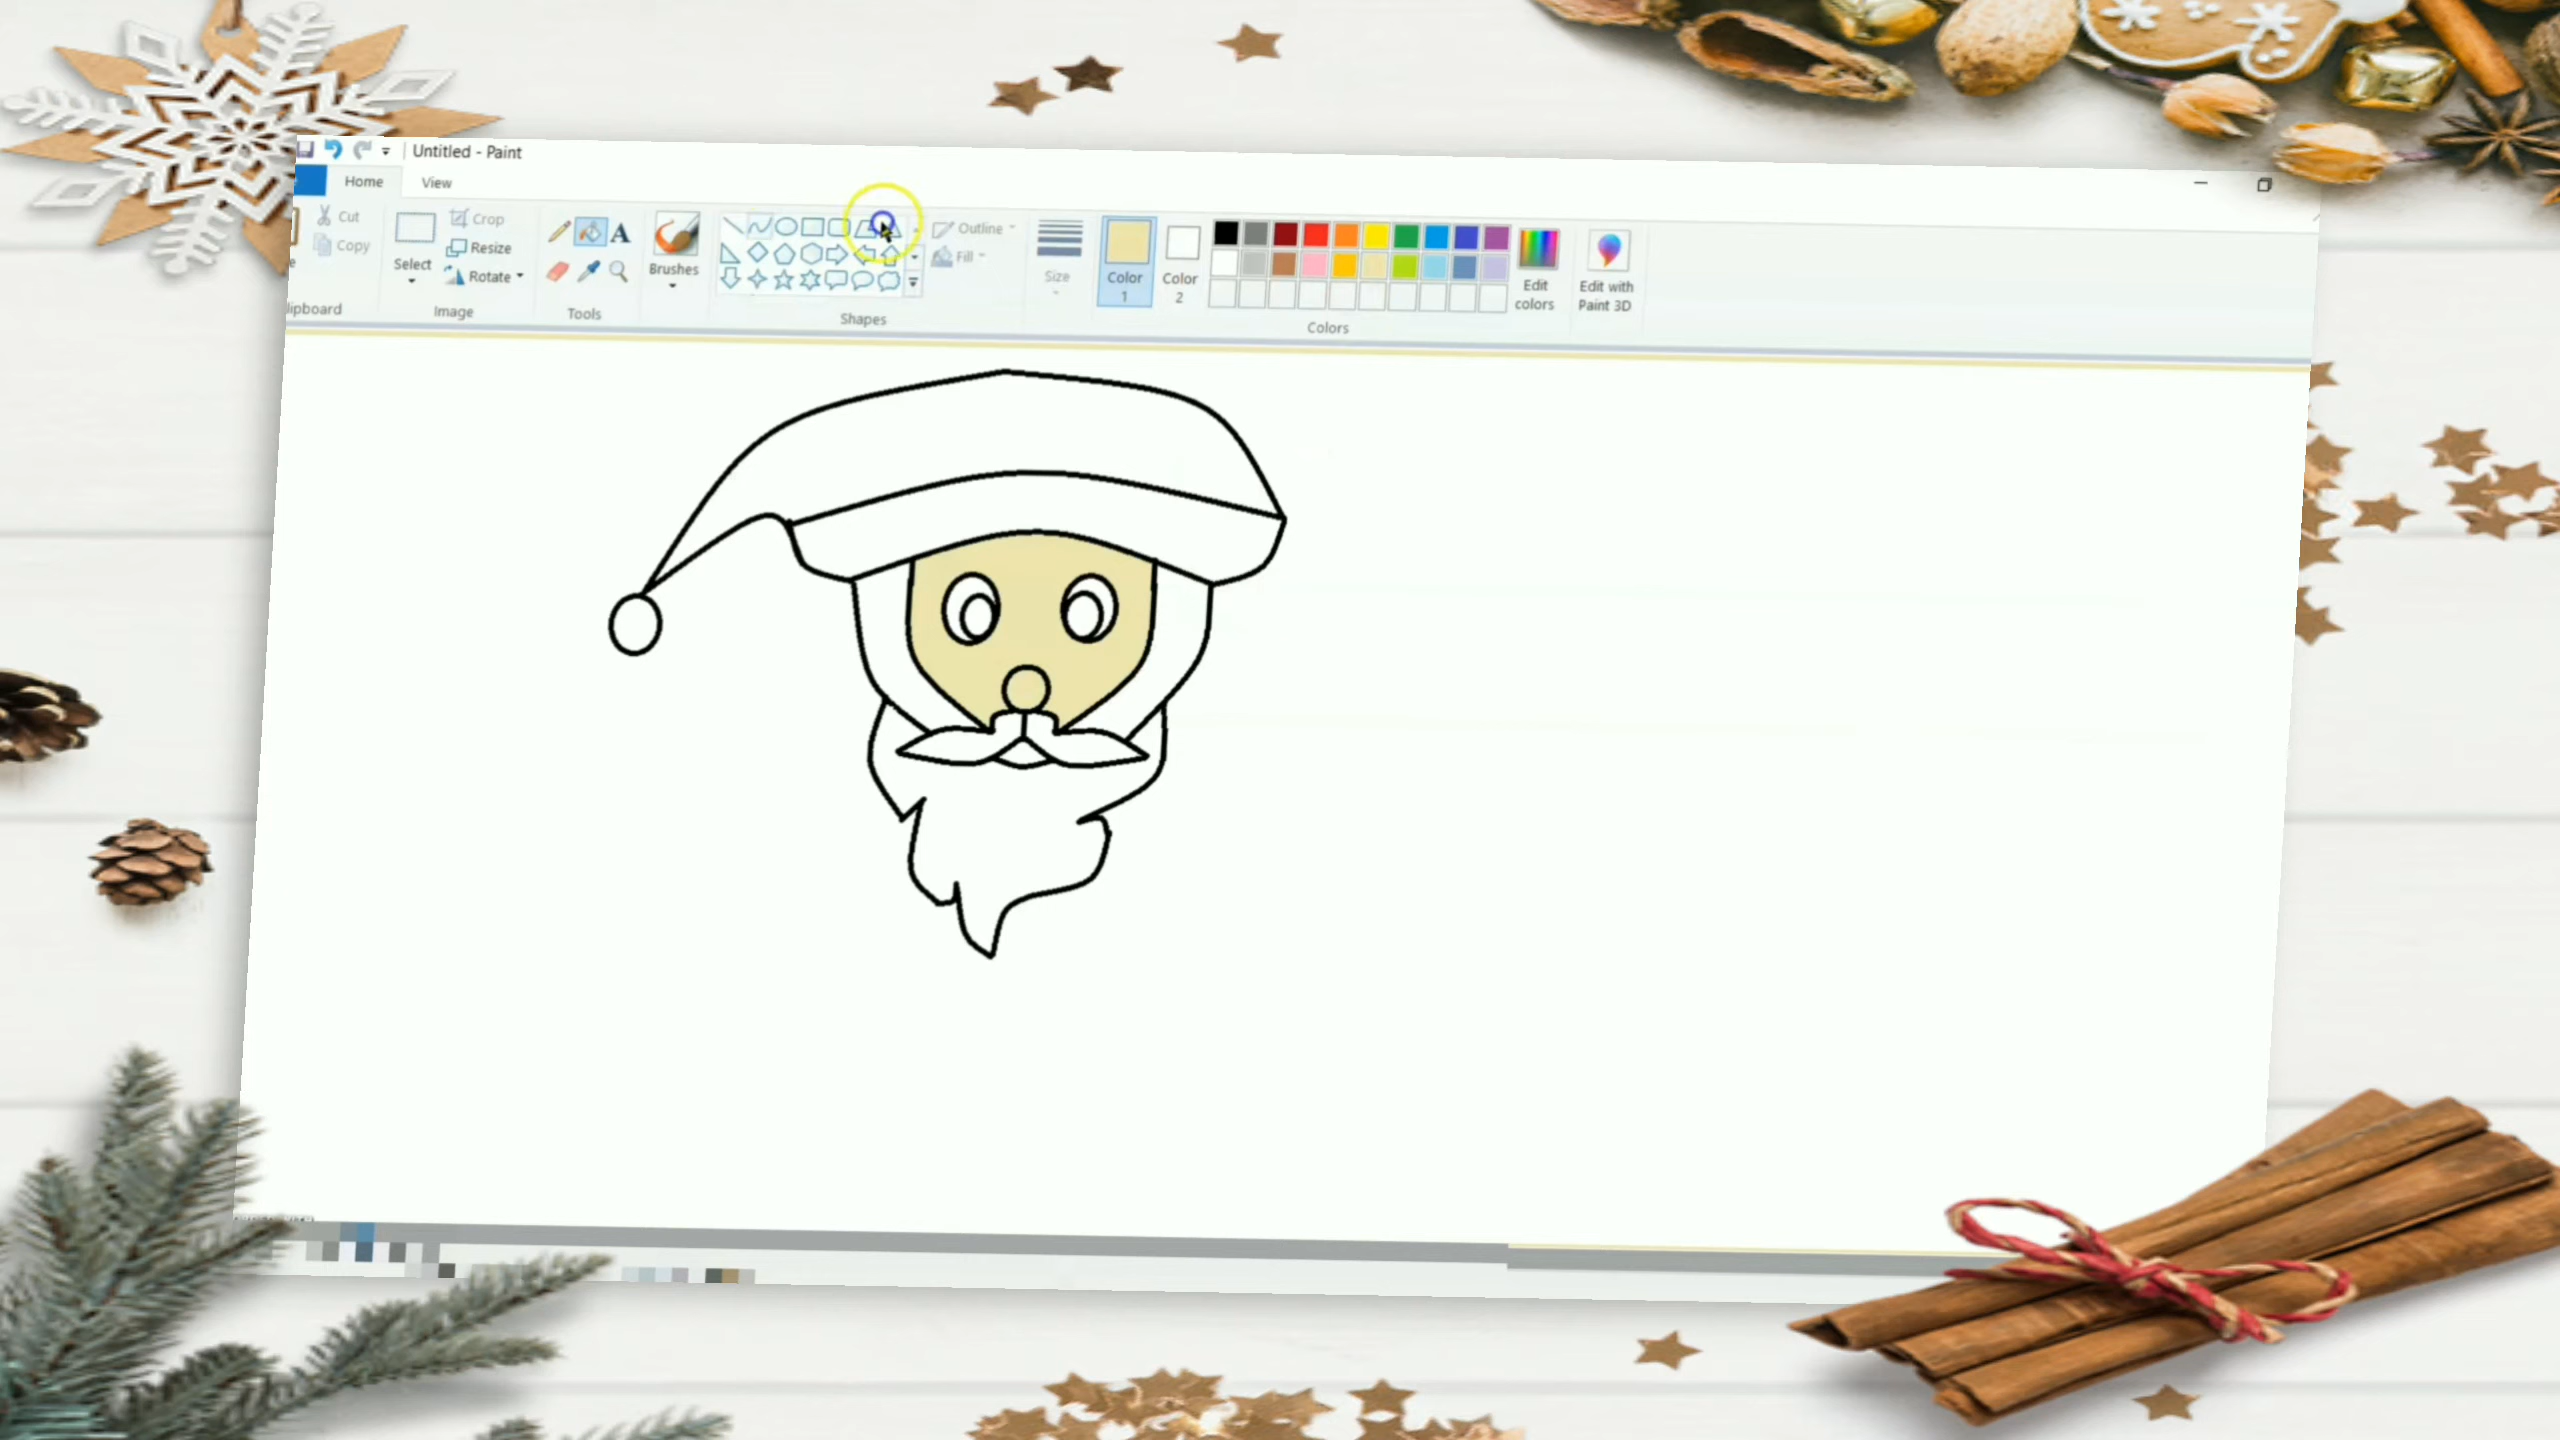 Untitled - Paint
Home View
Cut
Copy
lipboard
Select
Crop
Resize
Rotate
Image
A
Tools
Brushes
Shapes
Outline
Fill
Size
Color 1
Color 2
Colors
Edit colors
Edit with Paint 3D